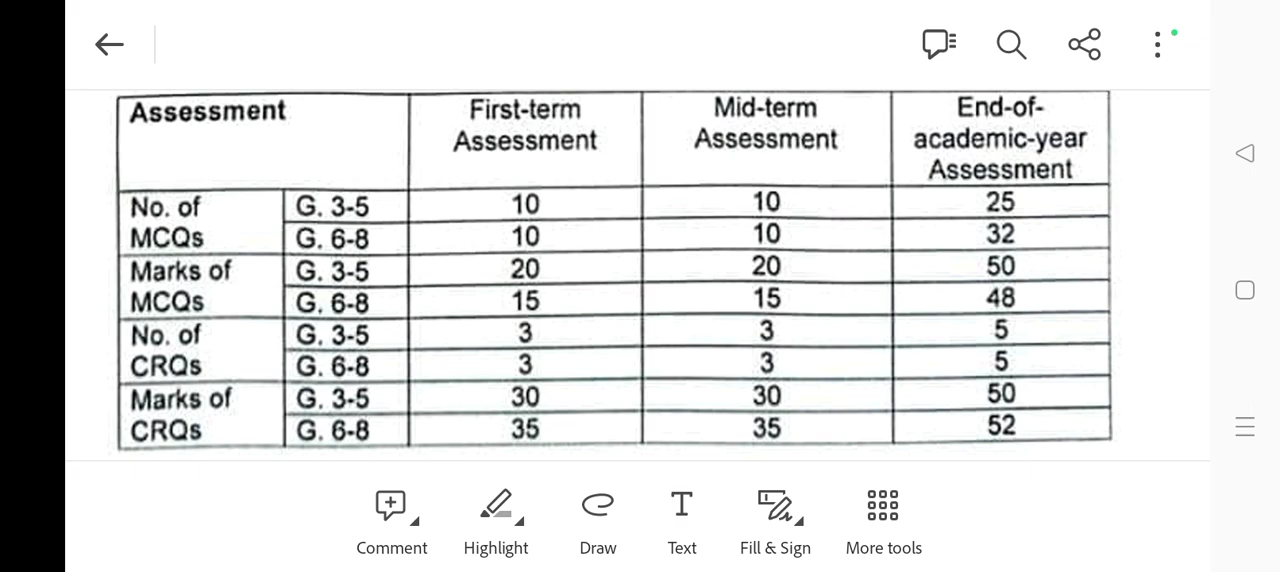 Assessment First-term Assessment Mid-term Assessment End-of-academic-year Assessment
No. of MCQs G. 3-5 10 10 25
G. 6-8 10 10 32
Marks of MCQs G. 3-5 20 20 50
G. 6-8 15 15 48
No. of CRQs G. 3-5 3 3 5
G. 6-8 3 3 5
Marks of CRQs G. 3-5 30 30 50
G. 6-8 35 35 52
Comment Highlight Draw Text Fill & Sign More tools